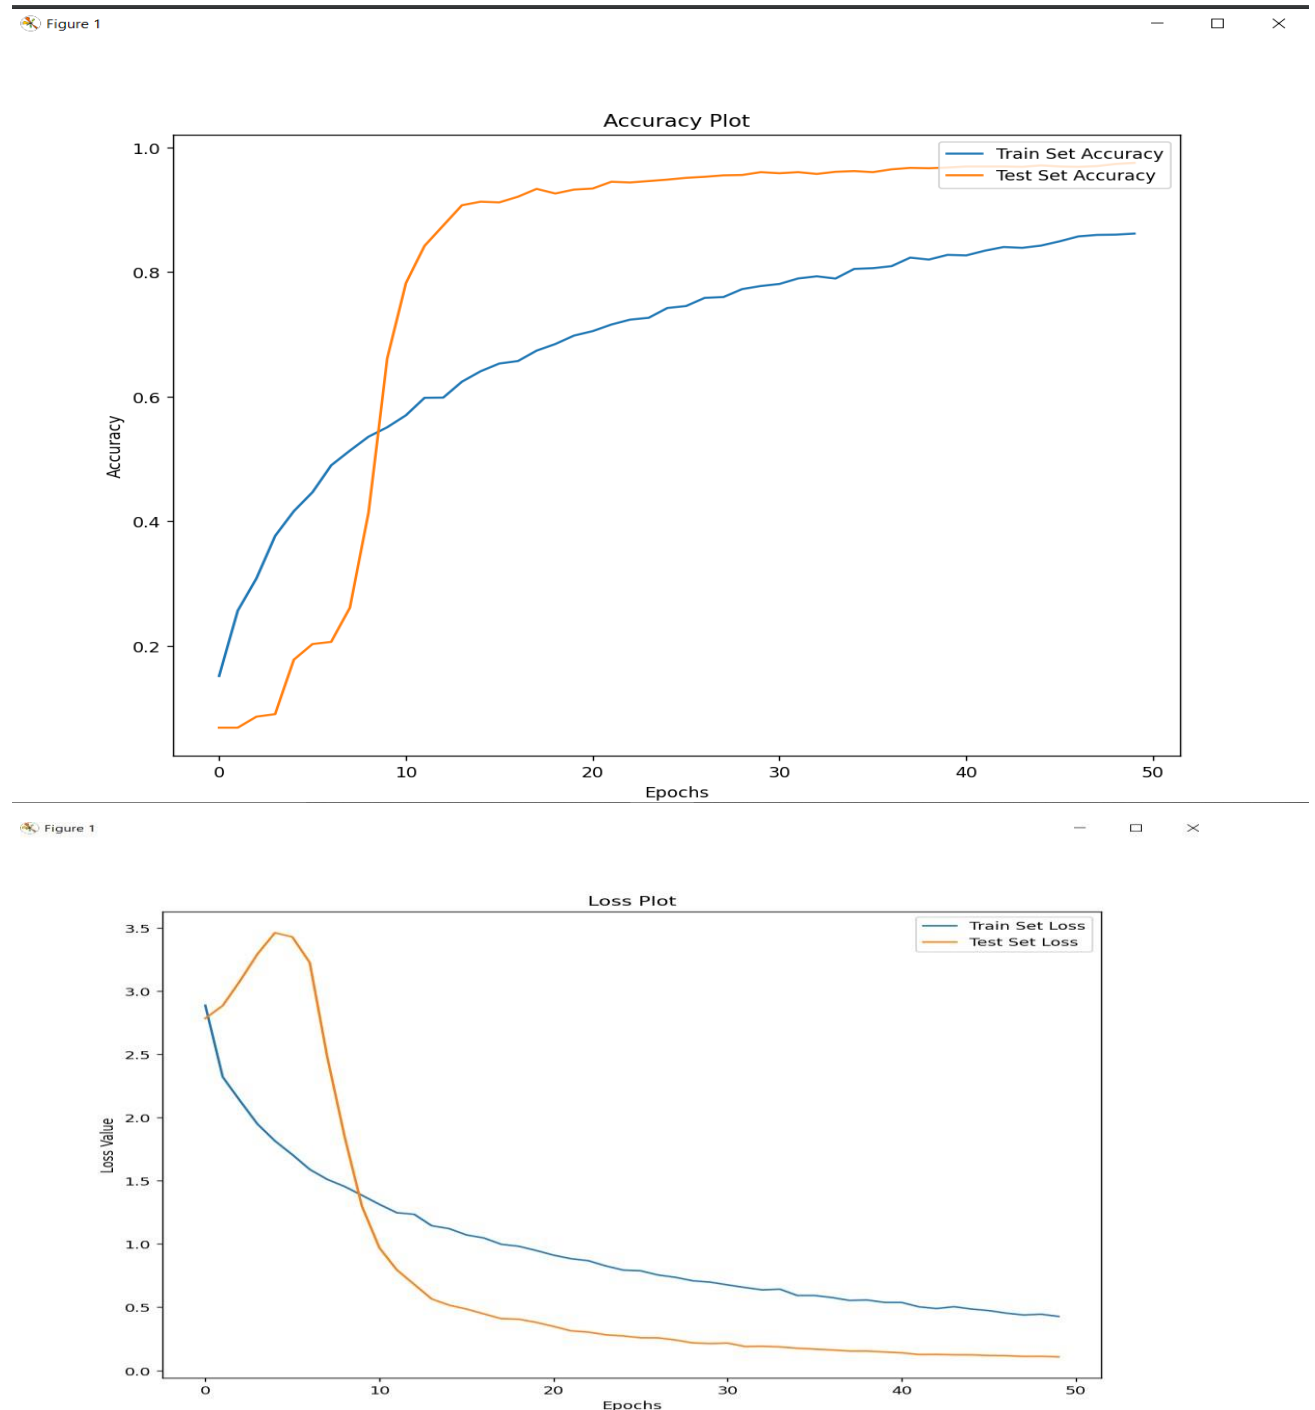 Figure 1
Accuracy Plot
Train Set Accuracy
Test Set Accuracy
1.0
0.8
0.6
0.4
0.2
Accuracy
0 10 20 30 40 50
Epochs
Figure 1
Loss Plot
Train Set Loss
Test Set Loss
3.5
3.0
2.5
2.0
1.5
1.0
0.5
0.0
Loss Value
0 10 20 30 40 50
Epochs